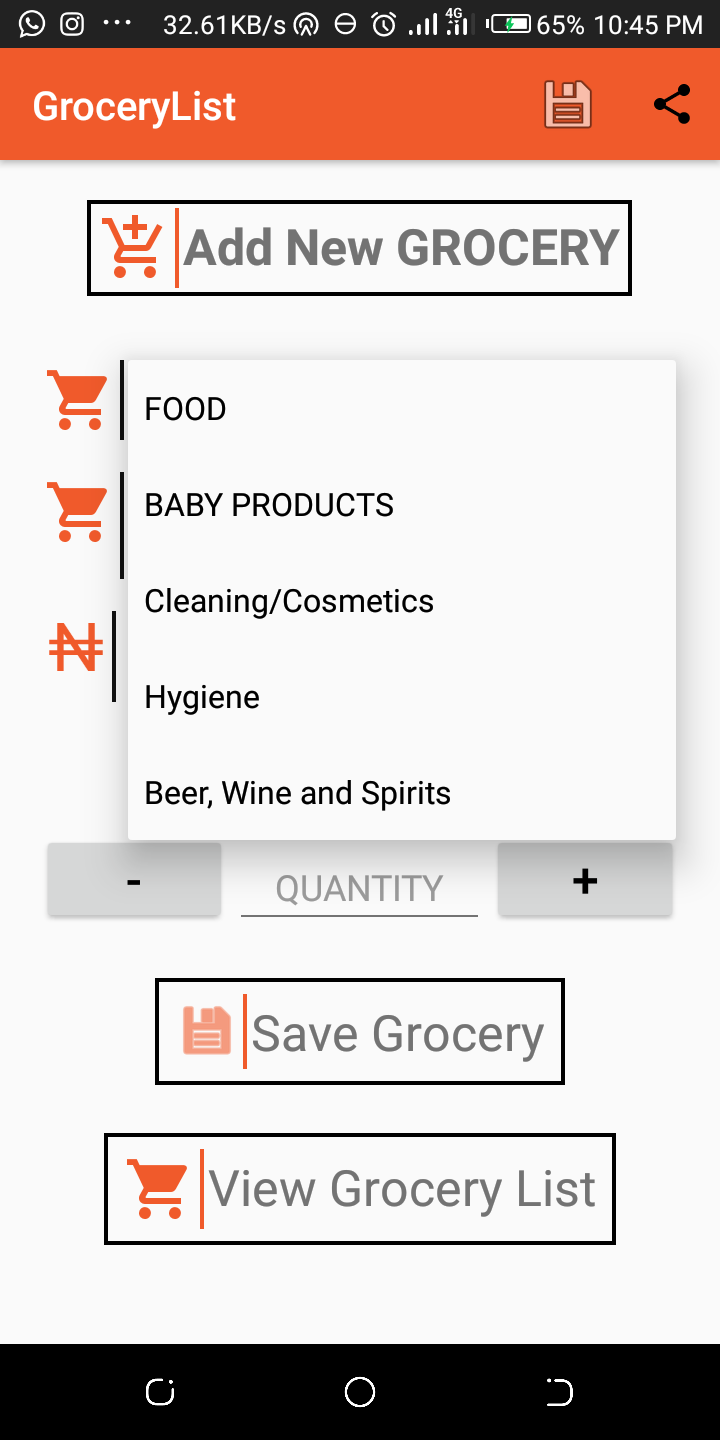 32.61KB/s 4G 65% 10:45 PM
GroceryList
Add New GROCERY
FOOD
BABY PRODUCTS
Cleaning/Cosmetics
₦
Hygiene
Beer, Wine and Spirits
- QUANTITY +
Save Grocery
View Grocery List